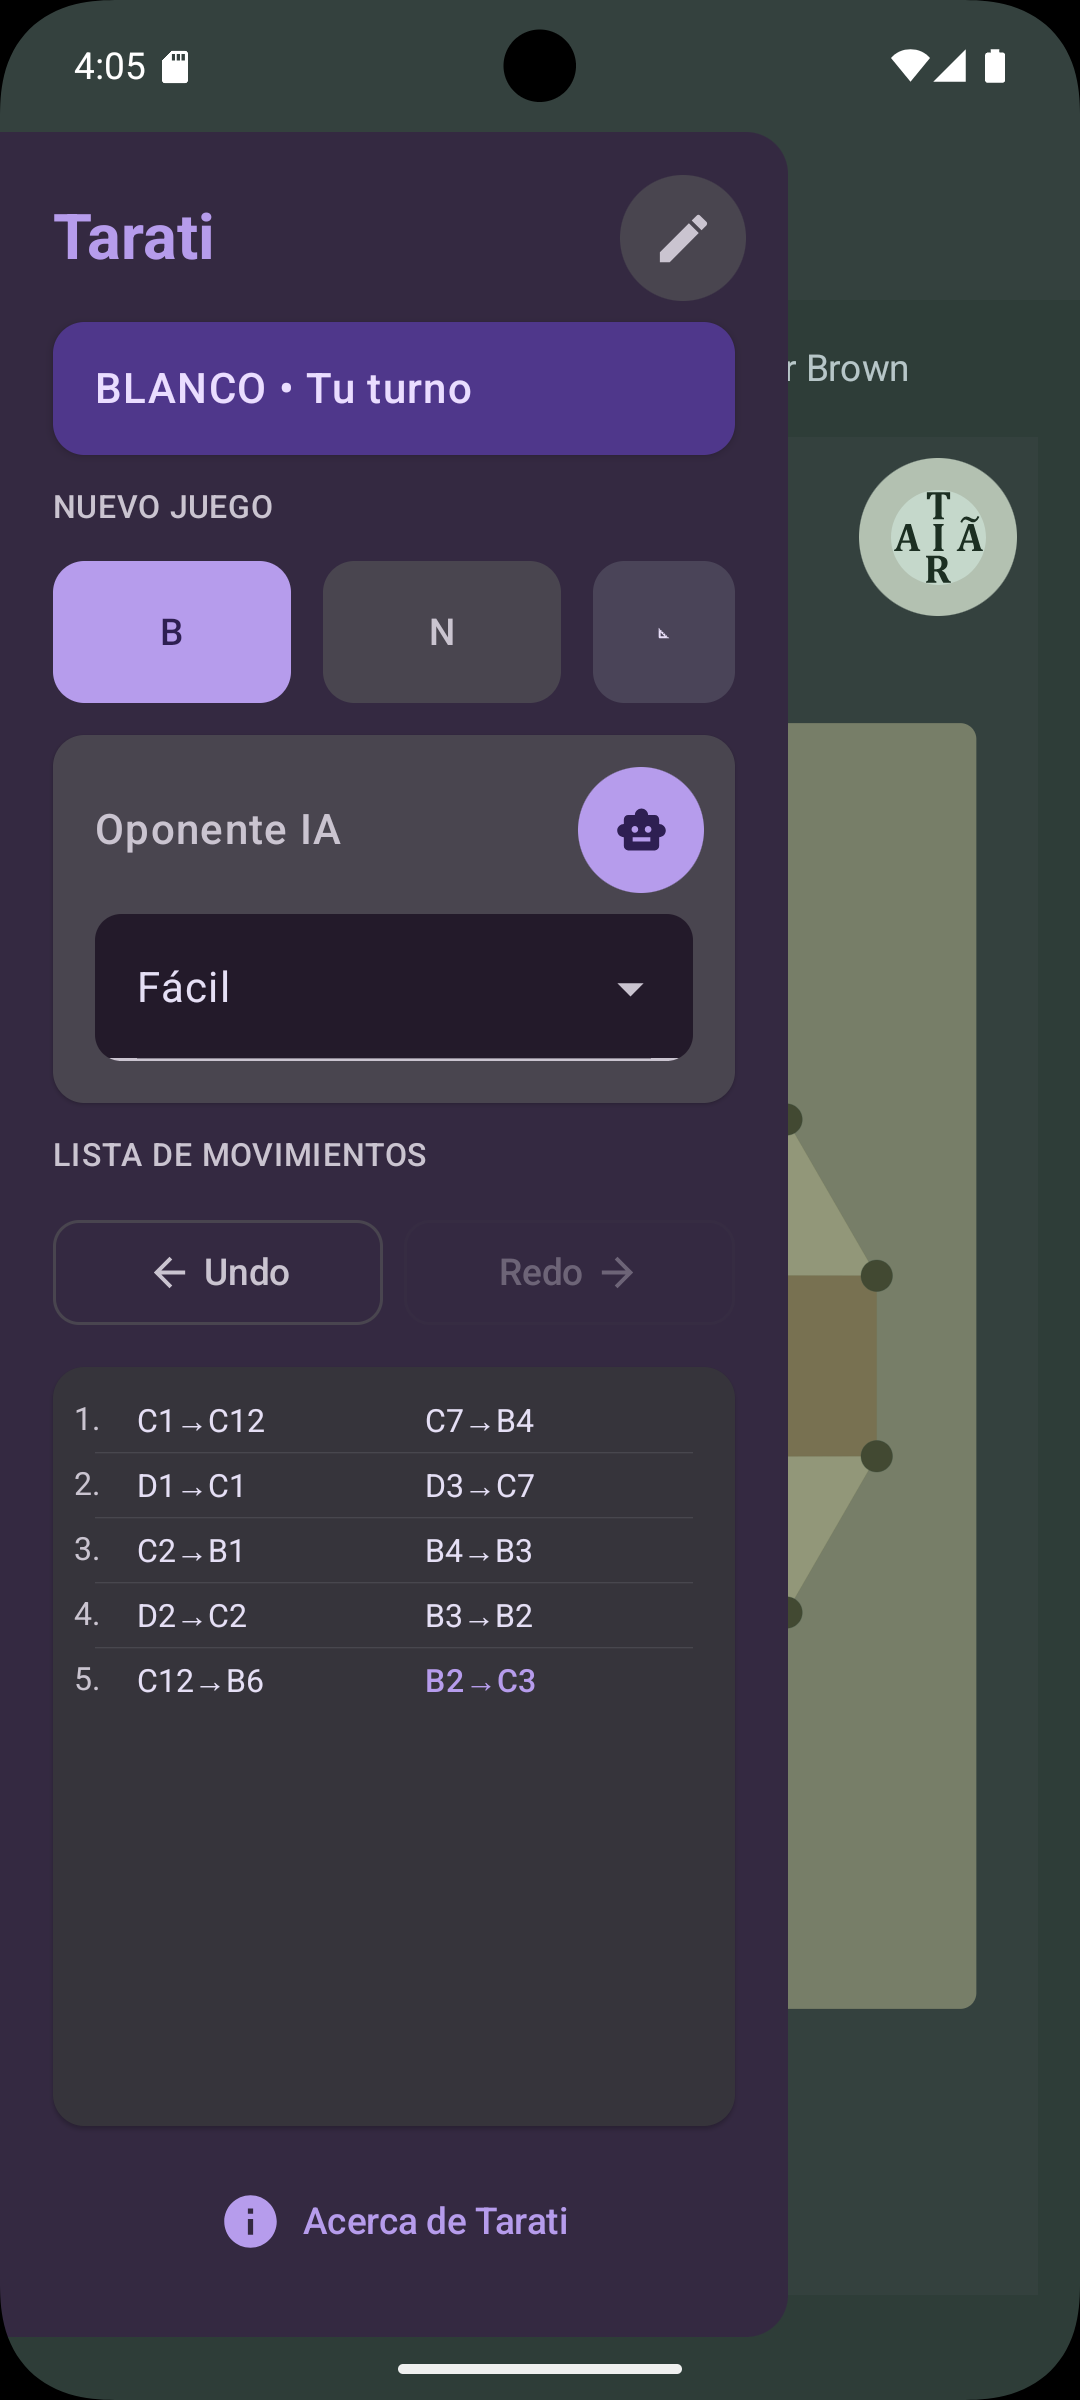 4:05
Tarati
BLANCO • Tu turno
r Brown
NUEVO JUEGO
T
A I Ã
R
B
N
Oponente IA
Fácil
LISTA DE MOVIMIENTOS
← Undo
Redo →
1. C1→C12 C7→B4
2. D1→C1 D3→C7
3. C2→B1 B4→B3
4. D2→C2 B3→B2
5. C12→B6 B2→C3
Acerca de Tarati